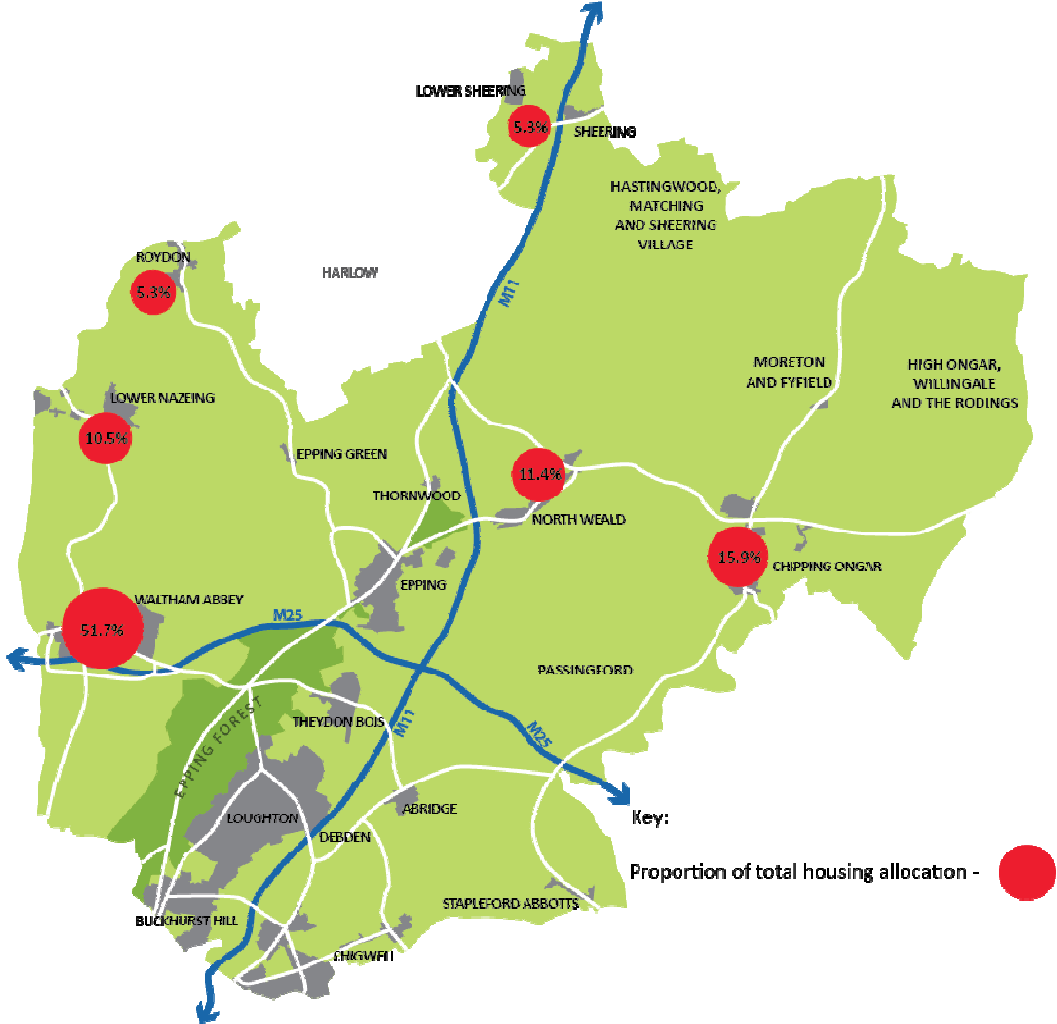 LOWER SHEERING
5.3%
SHEERING
HASTINGWOOD,
MATCHING
AND SHEERING
VILLAGE
ROYDON
5.3%
HARLOW
M11
MORETON
AND FYFIELD
HIGH ONGAR,
WILLINGALE
AND THE RODINGS
LOWER NAZEING
10.5%
EPPING GREEN
THORNWOOD
11.4%
NORTH WEALD
15.9%
CHIPPING ONGAR
EPPING
WALTHAM ABBEY
51.7%
M25
PASSINGFORD
EPPING FOREST
THEYDON BOIS
M11
M25
LOUGHTON
DEBDEN
ABRIDGE
Key:
Proportion of total housing allocation -
STAPLEFORD ABBOTTS
BUCKHURST HILL
CHIGWELL